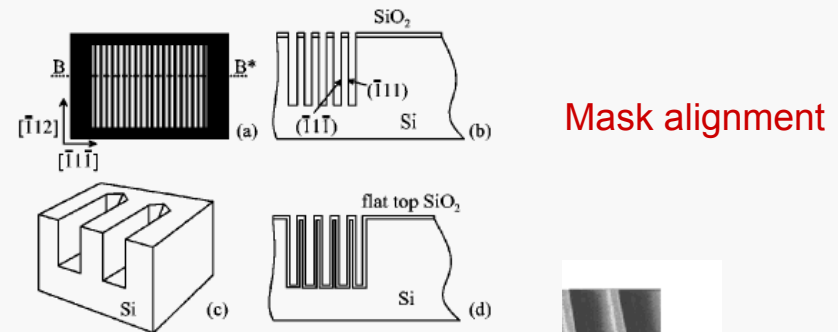 SiO₂
B B*
[1̄12]
[1̄11̄]
(a)
(1̄11)
(1̄11̄)
Si
(b)
Mask alignment
Si
(c)
flat top SiO₂
Si
(d)